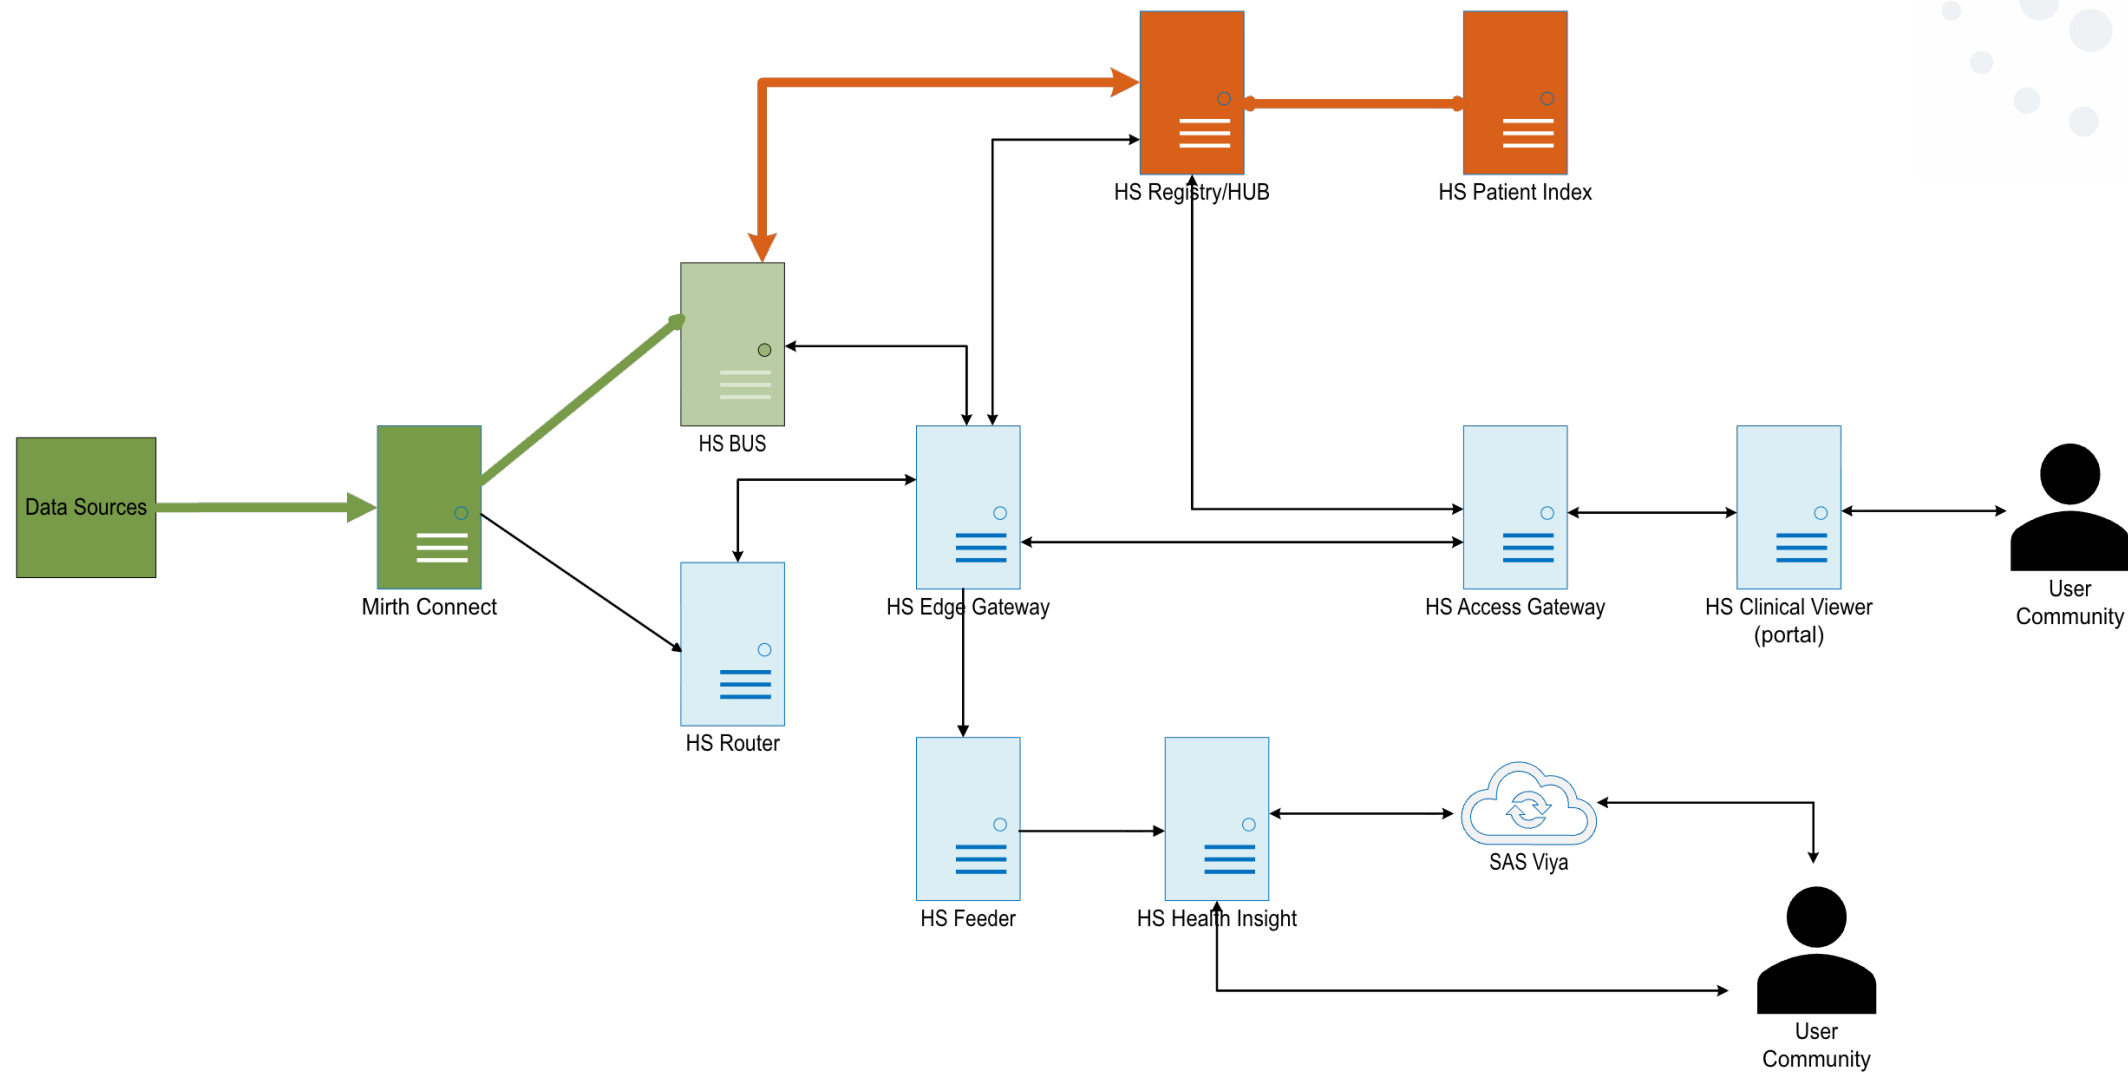 HS Registry/HUB
HS Patient Index
HS BUS
Data Sources
Mirth Connect
HS Edge Gateway
HS Access Gateway
HS Clinical Viewer
(portal)
User
Community
HS Router
HS Feeder
HS Health Insight
SAS Viya
User
Community